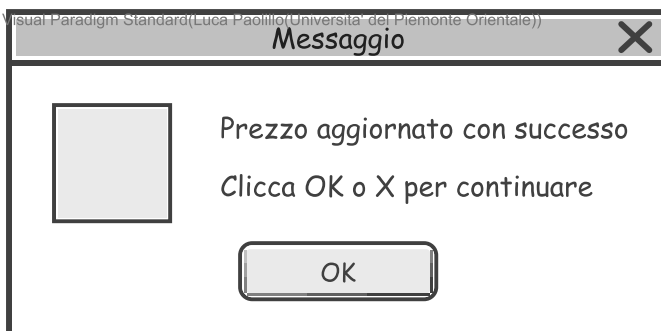 Visual Paradigm Standard(Luca Paolillo(Universita' del Piemonte Orientale))
Messaggio
Prezzo aggiornato con successo
Clicca OK o X per continuare
OK